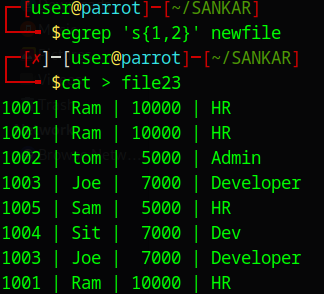 ┌─[user@parrot]─[~/SANKAR]
└──╼ $egrep 's{1,2}' newfile
┌─[✗]─[user@parrot]─[~/SANKAR]
└──╼ $cat > file23
1001 | Ram | 10000 | HR
1001 | Ram | 10000 | HR
1002 | tom |  5000 | Admin
1003 | Joe |  7000 | Developer
1005 | Sam |  5000 | HR
1004 | Sit |  7000 | Dev
1003 | Joe |  7000 | Developer
1001 | Ram | 10000 | HR